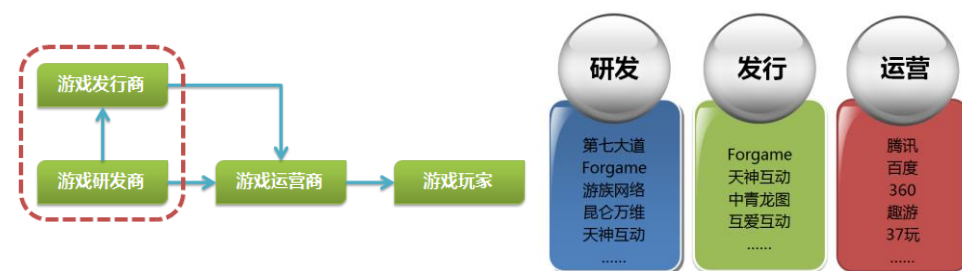 游戏发行商
游戏研发商
游戏运营商
游戏玩家
研发
第七大道
Forgame
游族网络
昆仑万维
天神互动
......
发行
Forgame
天神互动
中青龙图
互爱互动
......
运营
腾讯
百度
360
趣游
37玩
......